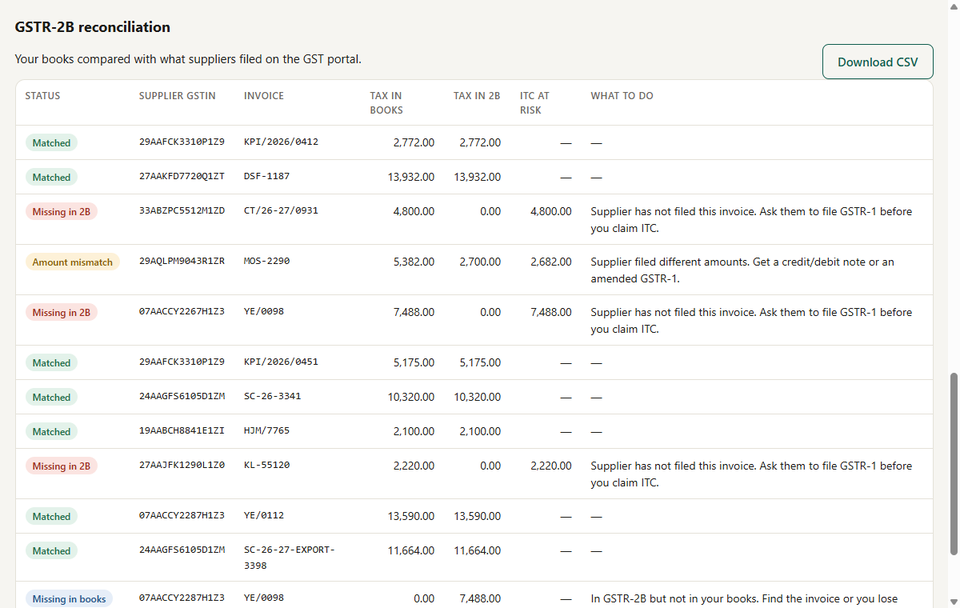 GSTR-2B reconciliation
Your books compared with what suppliers filed on the GST portal.
Download CSV
STATUS SUPPLIER GSTIN INVOICE TAX IN BOOKS TAX IN 2B ITC AT RISK WHAT TO DO
Matched 29AAFCK3310P1Z9 KPI/2026/0412 2,772.00 2,772.00 — —
Matched 27AAKFD7720Q1ZT DSF-1187 13,932.00 13,932.00 — —
Missing in 2B 33ABZPC5512M1ZD CT/26-27/0931 4,800.00 0.00 4,800.00 Supplier has not filed this invoice. Ask them to file GSTR-1 before
you claim ITC.
Amount mismatch 29AQLPM9043R1ZR MOS-2290 5,382.00 2,700.00 2,682.00 Supplier filed different amounts. Get a credit/debit note or an
amended GSTR-1.
Missing in 2B 07AACCY2267H1Z3 YE/0098 7,488.00 0.00 7,488.00 Supplier has not filed this invoice. Ask them to file GSTR-1 before
you claim ITC.
Matched 29AAFCK3310P1Z9 KPI/2026/0451 5,175.00 5,175.00 — —
Matched 24AAGFS6105D1ZM SC-26-3341 10,320.00 10,320.00 — —
Matched 19AABCH8841E1ZI HJM/7765 2,100.00 2,100.00 — —
Missing in 2B 27AAJFK1290L1Z0 KL-55120 2,220.00 0.00 2,220.00 Supplier has not filed this invoice. Ask them to file GSTR-1 before
you claim ITC.
Matched 07AACCY2287H1Z3 YE/0112 13,590.00 13,590.00 — —
Matched 24AAGFS6105D1ZM SC-26-27-EXPORT-
3398 11,664.00 11,664.00 — —
Missing in books 07AACCY2287H1Z3 YE/0098 0.00 7,488.00 — In GSTR-2B but not in your books. Find the invoice or you lose